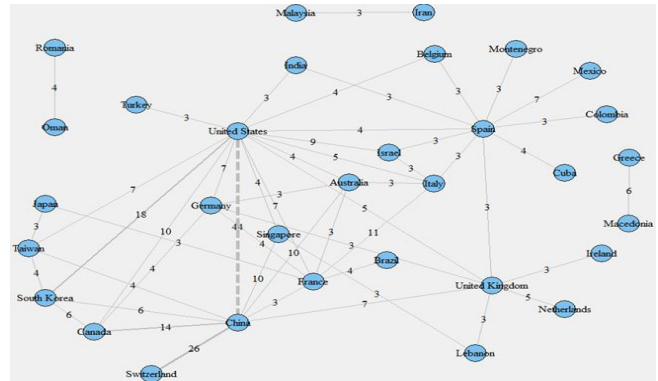 Malaysia 3 Iran
Romania
Montenegro
Belgium
India
Mexico
4
4 3 3 3
3 7
Turkey
3
Colombia
3
Oman
United States
4
Spain
4
9
Israel
3
Greece
4 5
3
3
Cuba
7
7
4
Australia 3
Italy
6
Japan
18
Germany
3
3
7
Macedonia
3
10
44
Singapore
3
11
Taiwan
3
4
10
3
Brazil
Ireland
4
4
10
France
4
3
United Kingdom
South Korea
3
3
5
6
6
7
Netherlands
Canada
14
China
3
26
Lebanon
Switzerland
5